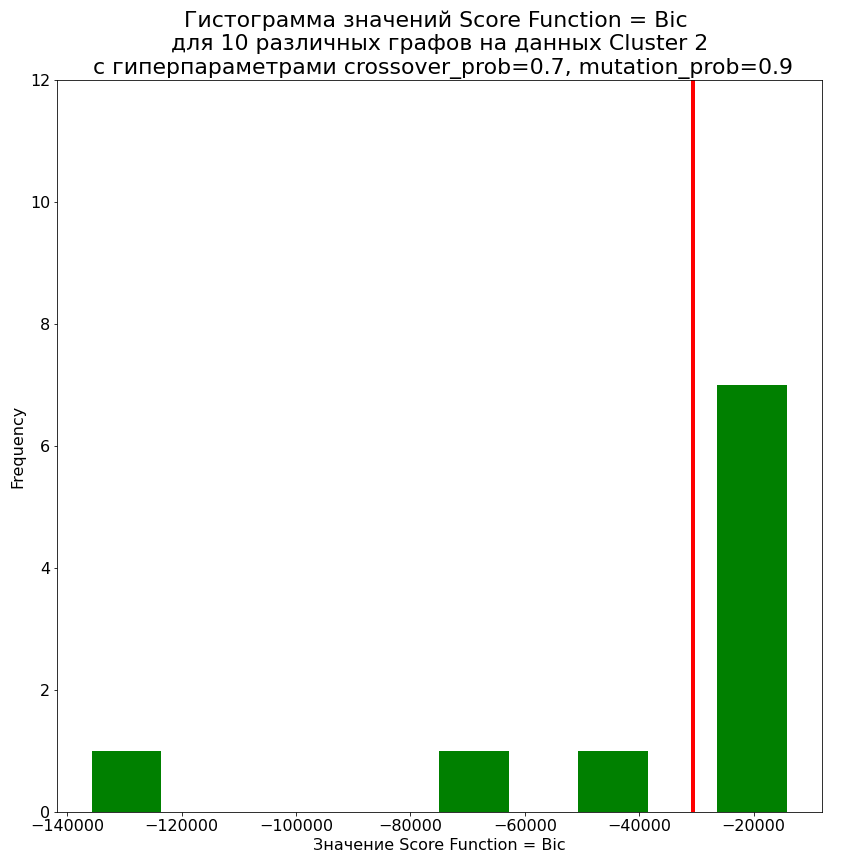 Гистограмма значений Score Function = Bic
для 10 различных графов на данных Cluster 2
с гиперпараметрами crossover_prob=0.7, mutation_prob=0.9
12
10
8
6
4
2
0
Frequency
−140000 −120000 −100000 −80000 −60000 −40000 −20000
Значение Score Function = Bic